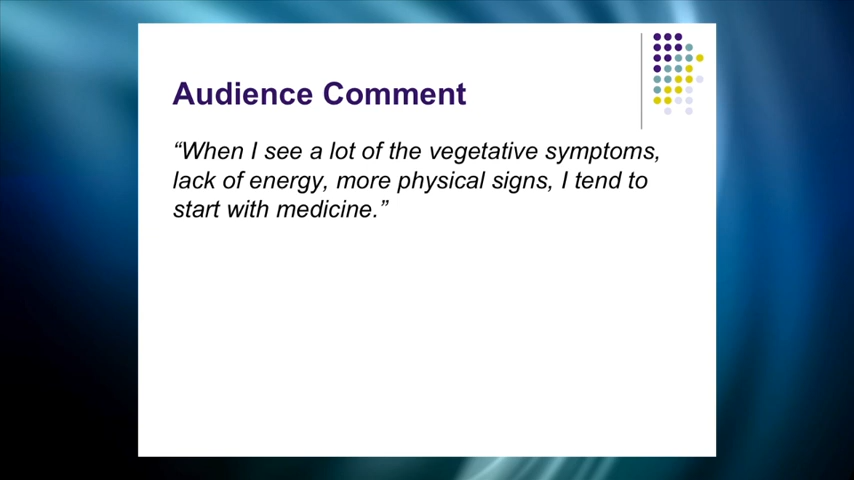 Audience Comment
“When I see a lot of the vegetative symptoms,
lack of energy, more physical signs, I tend to
start with medicine.”